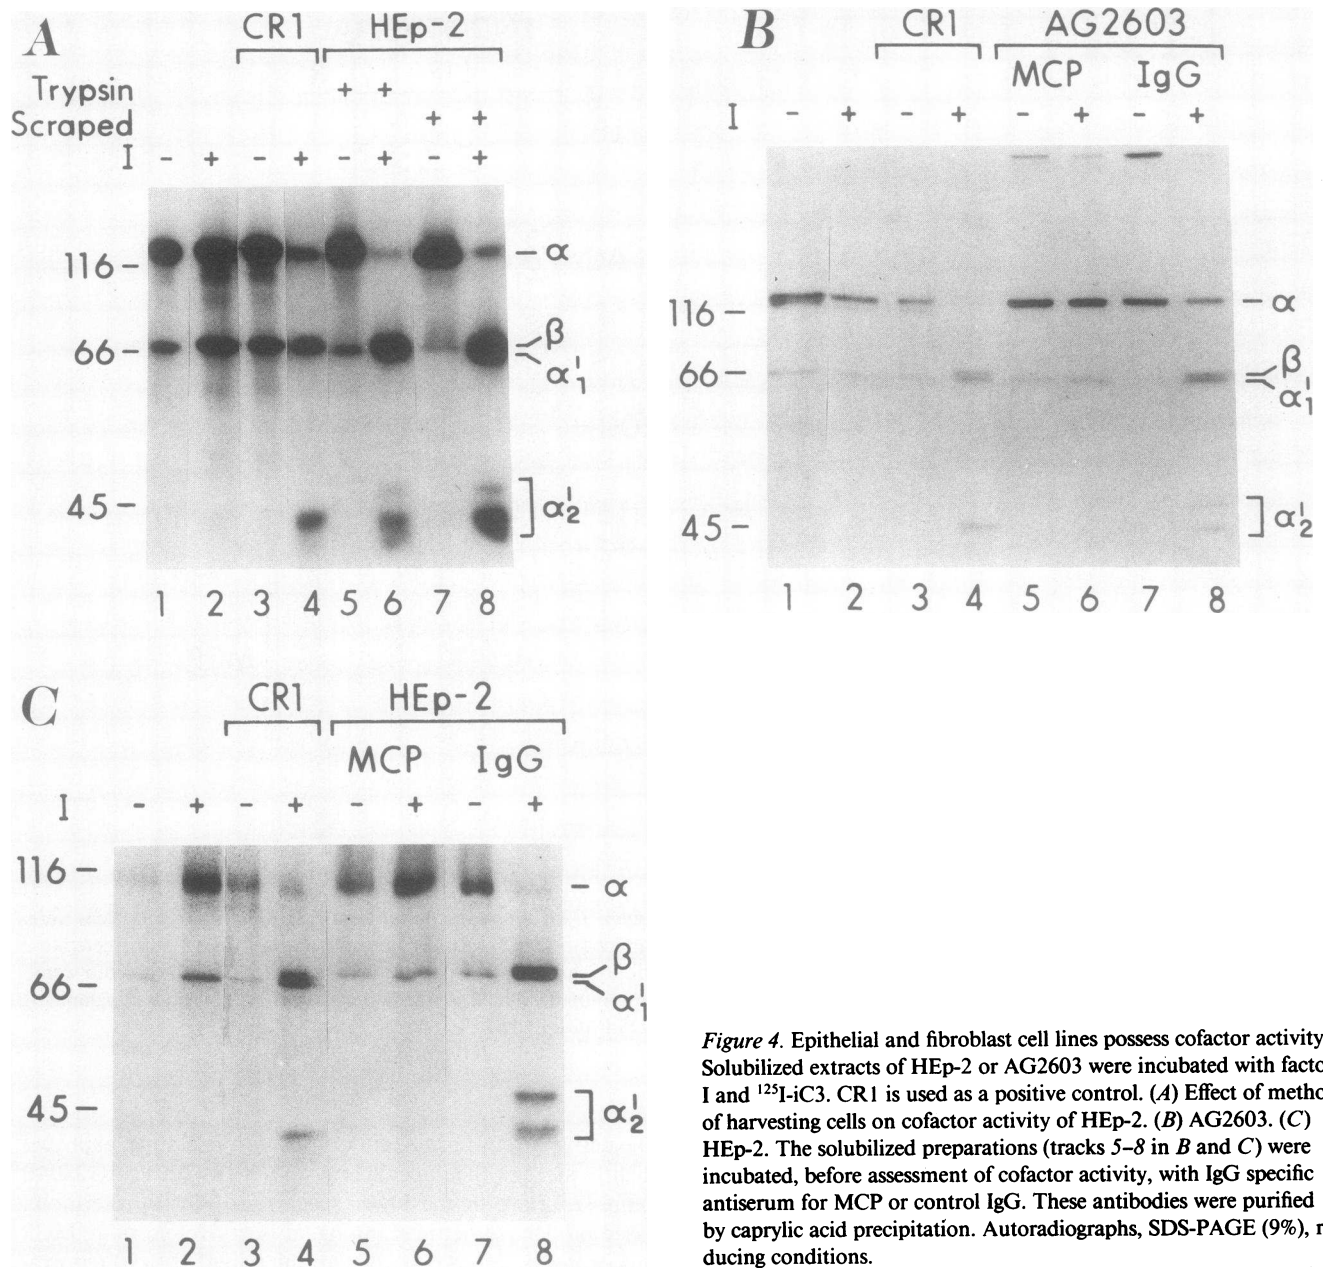 A
CR1 HEp-2
Trypsin + +
Scraped + +
I - + - + - + - +
116 - - α
66 - β
α'1
45 - α'2
1 2 3 4 5 6 7 8
B
CR1 AG2603
MCP IgG
I - + - + - + - +
116 - - α
66 - β
α'1
45 - α'2
1 2 3 4 5 6 7 8
C
CR1 HEp-2
MCP IgG
I - + - + - + - +
116 - - α
66 - β
α'1
45 - α'2
1 2 3 4 5 6 7 8
Figure 4. Epithelial and fibroblast cell lines possess cofactor activity
Solubilized extracts of HEp-2 or AG2603 were incubated with facto
I and ¹²⁵I-iC3. CR1 is used as a positive control. (A) Effect of metho
of harvesting cells on cofactor activity of HEp-2. (B) AG2603. (C)
HEp-2. The solubilized preparations (tracks 5–8 in B and C) were
incubated, before assessment of cofactor activity, with IgG specific
antiserum for MCP or control IgG. These antibodies were purified
by caprylic acid precipitation. Autoradiographs, SDS-PAGE (9%),
ducing conditions.